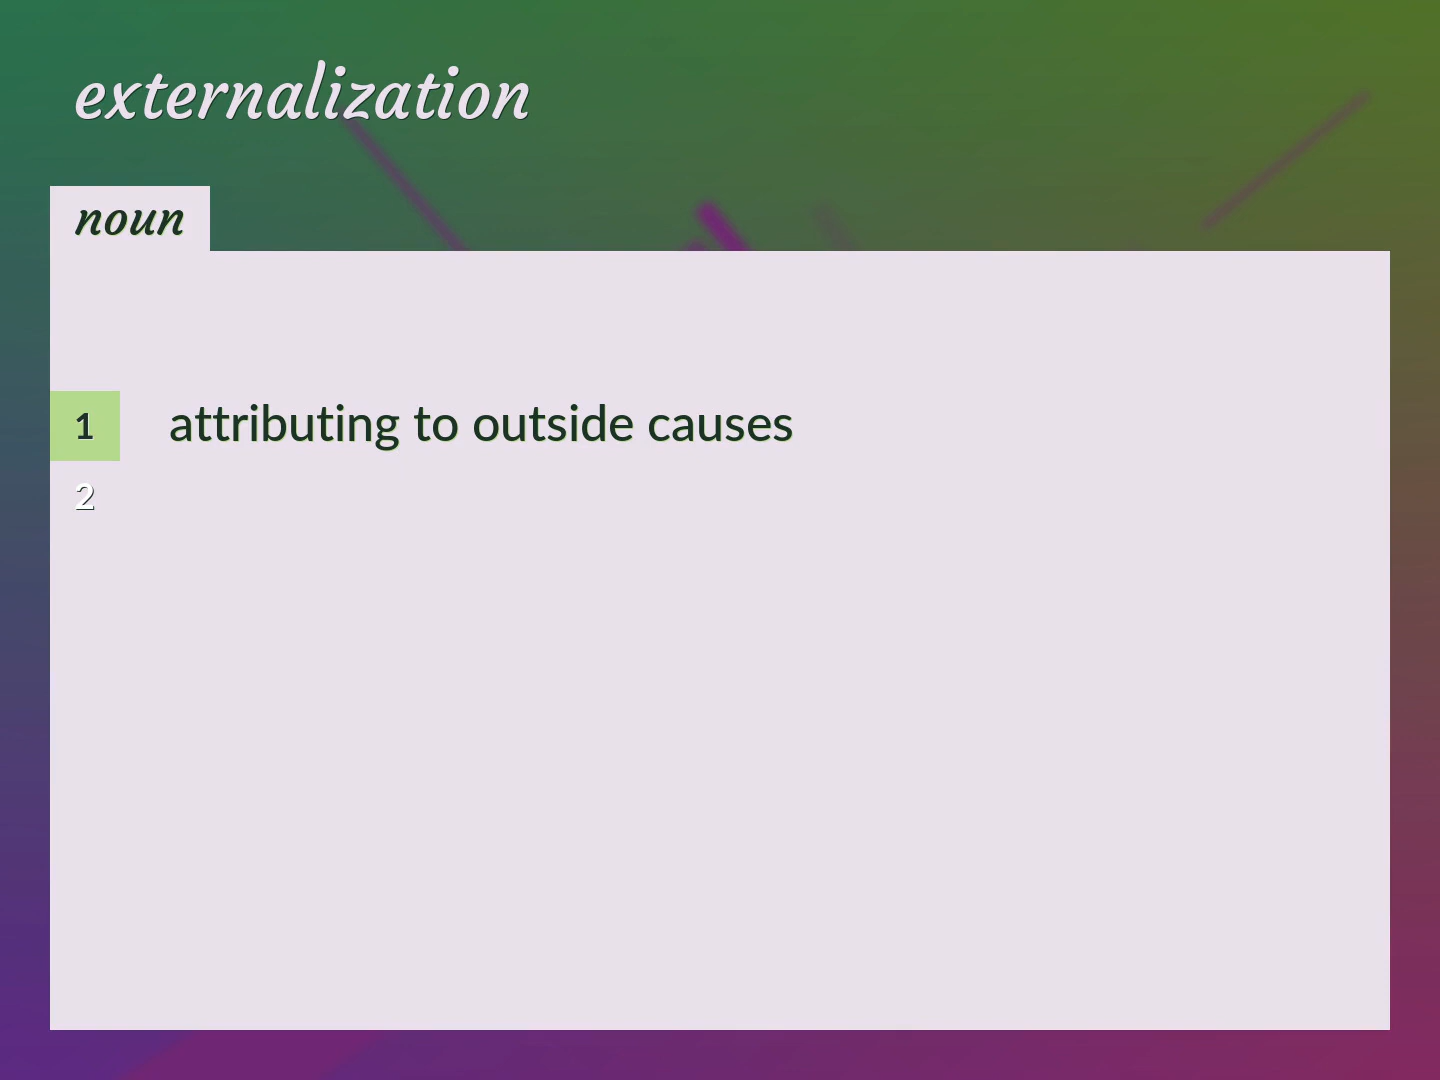 externalization
noun
1 attributing to outside causes
2